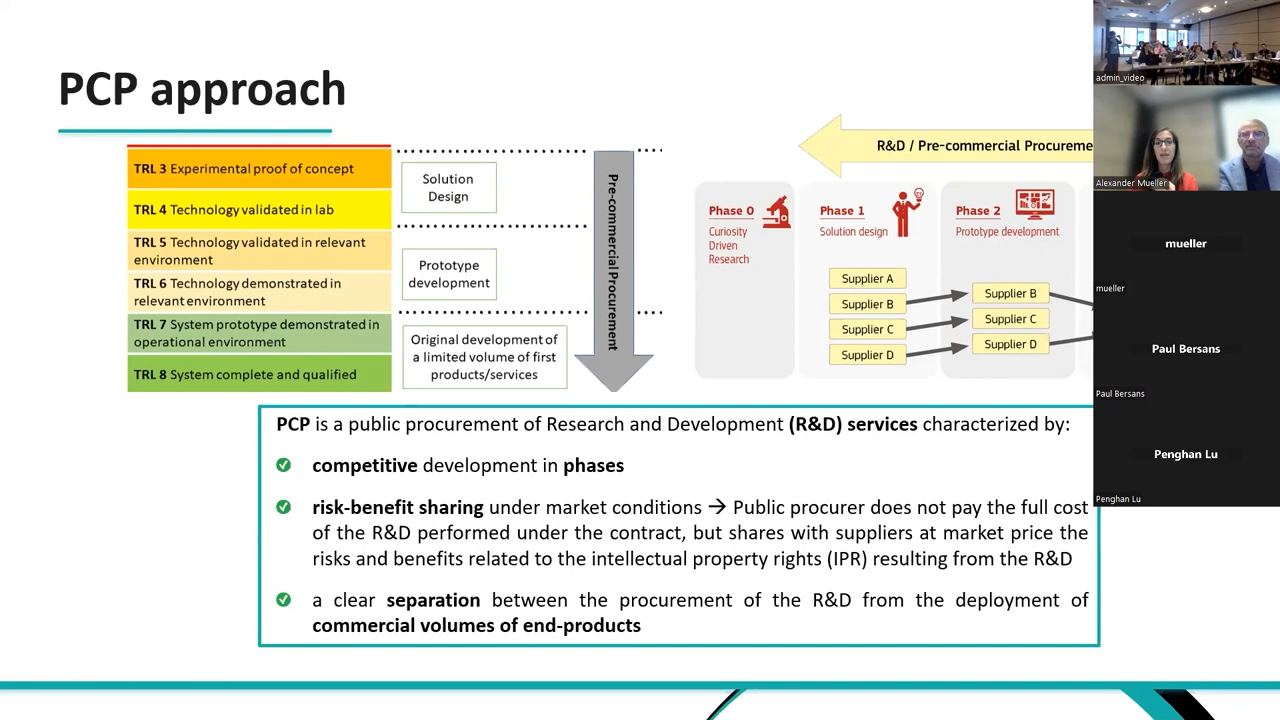 PCP approach
TRL 3 Experimental proof of concept
TRL 4 Technology validated in lab
TRL 5 Technology validated in relevant
environment
TRL 6 Technology demonstrated in
relevant environment
TRL 7 System prototype demonstrated in
operational environment
TRL 8 System complete and qualified
Solution
Design
Prototype
development
Original development of
a limited volume of first
products/services
Pre-commercial Procurement
R&D / Pre-commercial Procureme
Phase 0
Curiosity
Driven
Research
Phase 1
Solution design
Supplier A
Supplier B
Supplier C
Supplier D
Phase 2
Prototype development
Supplier B
Supplier C
Supplier D
PCP is a public procurement of Research and Development (R&D) services characterized by:
competitive development in phases
risk-benefit sharing under market conditions → Public procurer does not pay the full cost
of the R&D performed under the contract, but shares with suppliers at market price the
risks and benefits related to the intellectual property rights (IPR) resulting from the R&D
a clear separation between the procurement of the R&D from the deployment of
commercial volumes of end-products
admin_video
Alexander Mueller
mueller
mueller
Paul Bersans
Paul Bersans
Penghan Lu
Penghan Lu